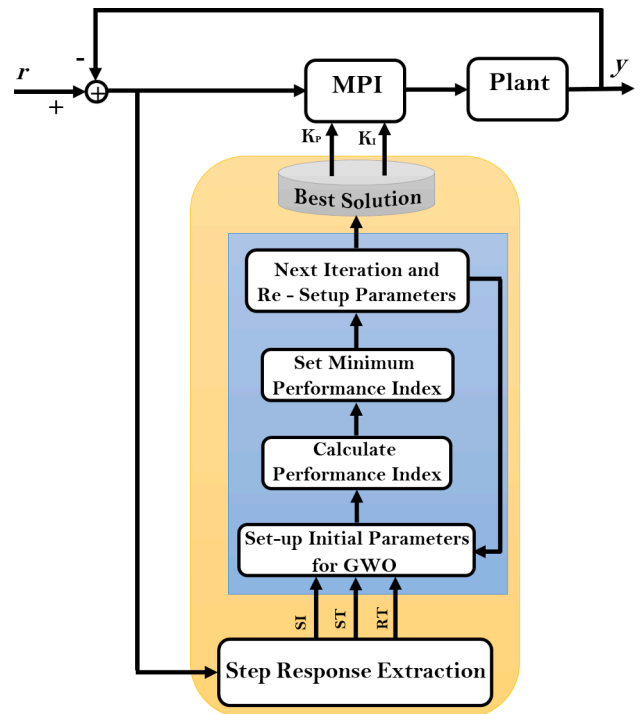 -
r
+
+
MPI
Plant
y
KP
KI
Best Solution
Next Iteration and
Re - Setup Parameters
Set Minimum
Performance Index
Calculate
Performance Index
Set-up Initial Parameters
for GWO
SI
ST
RT
Step Response Extraction